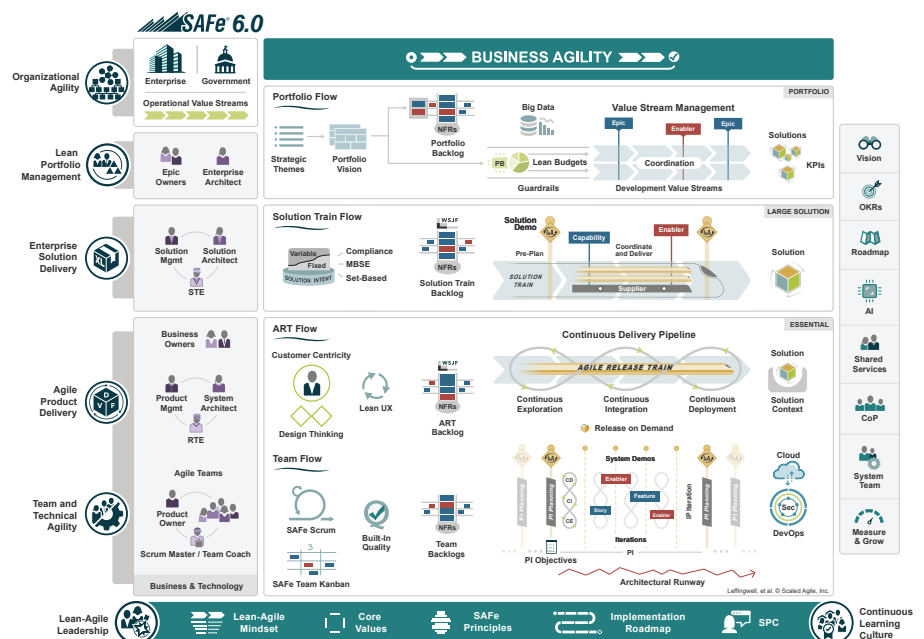 SAFe® 6.0
Organizational
Agility
Enterprise
Government
Operational Value Streams
BUSINESS AGILITY
PORTFOLIO
Portfolio Flow
Strategic
Themes
Portfolio
Vision
NFRs
Portfolio
Backlog
Big Data
PB
Lean Budgets
Guardrails
Value Stream Management
Epic
Enabler
Epic
Coordination
Development Value Streams
Solutions
KPIs
Lean
Portfolio
Management
Epic
Owners
Enterprise
Architect
Enterprise
Solution
Delivery
XL
Solution
Mgmt
Solution
Architect
STE
LARGE SOLUTION
Solution Train Flow
Variable
Fixed
SOLUTION INTENT
Compliance
MBSE
Set-Based
WSJF
NFRs
Solution Train
Backlog
Solution
Demo
Pre-Plan
Capability
Coordinate
and Deliver
Enabler
SOLUTION
TRAIN
Supplier
Solution
Agile
Product
Delivery
D
V
F
Business
Owners
Product
Mgmt
System
Architect
RTE
ESSENTIAL
ART Flow
Customer Centricity
Design Thinking
Lean UX
WSJF
NFRs
ART
Backlog
Continuous Delivery Pipeline
AGILE RELEASE TRAIN
Continuous
Exploration
Continuous
Integration
Continuous
Deployment
Release on Demand
Solution
Solution
Context
Team and
Technical
Agility
Agile Teams
Product
Owner
Scrum Master / Team Coach
Business & Technology
Team Flow
SAFe Scrum
Built-In
Quality
3
SAFe Team Kanban
NFRs
Team
Backlogs
System Demos
PI Planning
PI Planning
CD
CI
CE
Enabler
Story
Feature
Enabler
IP Iteration
PI Planning
PI Planning
Iterations
PI Objectives
PI
Architectural Runway
Cloud
Sec
DevOps
Leffingwell, et al. © Scaled Agile, Inc.
Vision
OKRs
Roadmap
AI
Shared
Services
CoP
System
Team
Measure
& Grow
Lean-Agile
Leadership
Lean-Agile
Mindset
Core
Values
SAFe
Principles
Implementation
Roadmap
SPC
Continuous
Learning
Culture